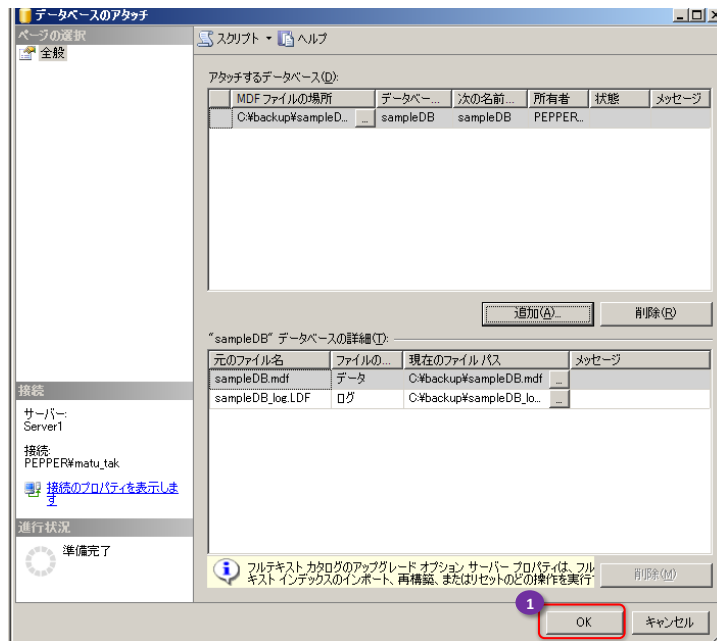 データベースのアタッチ
ページの選択
全般
スクリプト
ヘルプ
アタッチするデータベース(D):
MDF ファイルの場所 データベー... 次の名前... 所有者 状態 メッセージ
C:¥backup¥sampleD... ... sampleDB sampleDB PEPPER...
追加(A)...
削除(R)
"sampleDB" データベースの詳細(T):
元のファイル名 ファイルの... 現在のファイル パス メッセージ
sampleDB.mdf データ C:¥backup¥sampleDB.mdf ...
sampleDB_log.LDF ログ C:¥backup¥sampleDB_lo... ...
接続
サーバー:
Server1
接続:
PEPPER¥matu_tak
接続のプロパティを表示しま
す
進行状況
準備完了
フルテキスト カタログのアップグレード オプション サーバー プロパティは、フル
キスト インデックスのインポート、再構築、またはリセットのどの操作を実行
削除(M)
1
OK
キャンセル